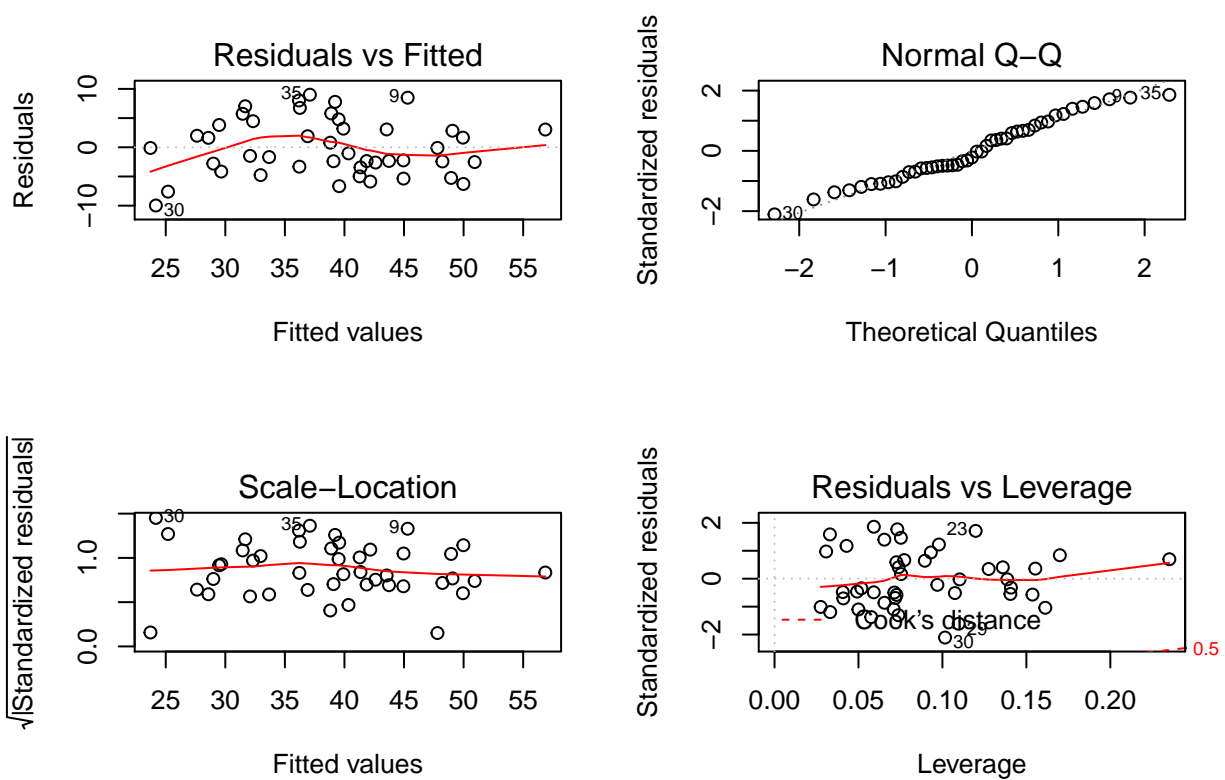 Residuals vs Fitted
Residuals
10
0
−10
35
9
30
25 30 35 40 45 50 55
Fitted values
Normal Q−Q
Standardized residuals
2
0
−2
9
35
30
−2 −1 0 1 2
Theoretical Quantiles
Scale−Location
√|Standardized residuals|
1.0
0.0
30
35
9
25 30 35 40 45 50 55
Fitted values
Residuals vs Leverage
Standardized residuals
2
0
−2
23
Cook's distance
29
30
0.5
0.00 0.05 0.10 0.15 0.20
Leverage